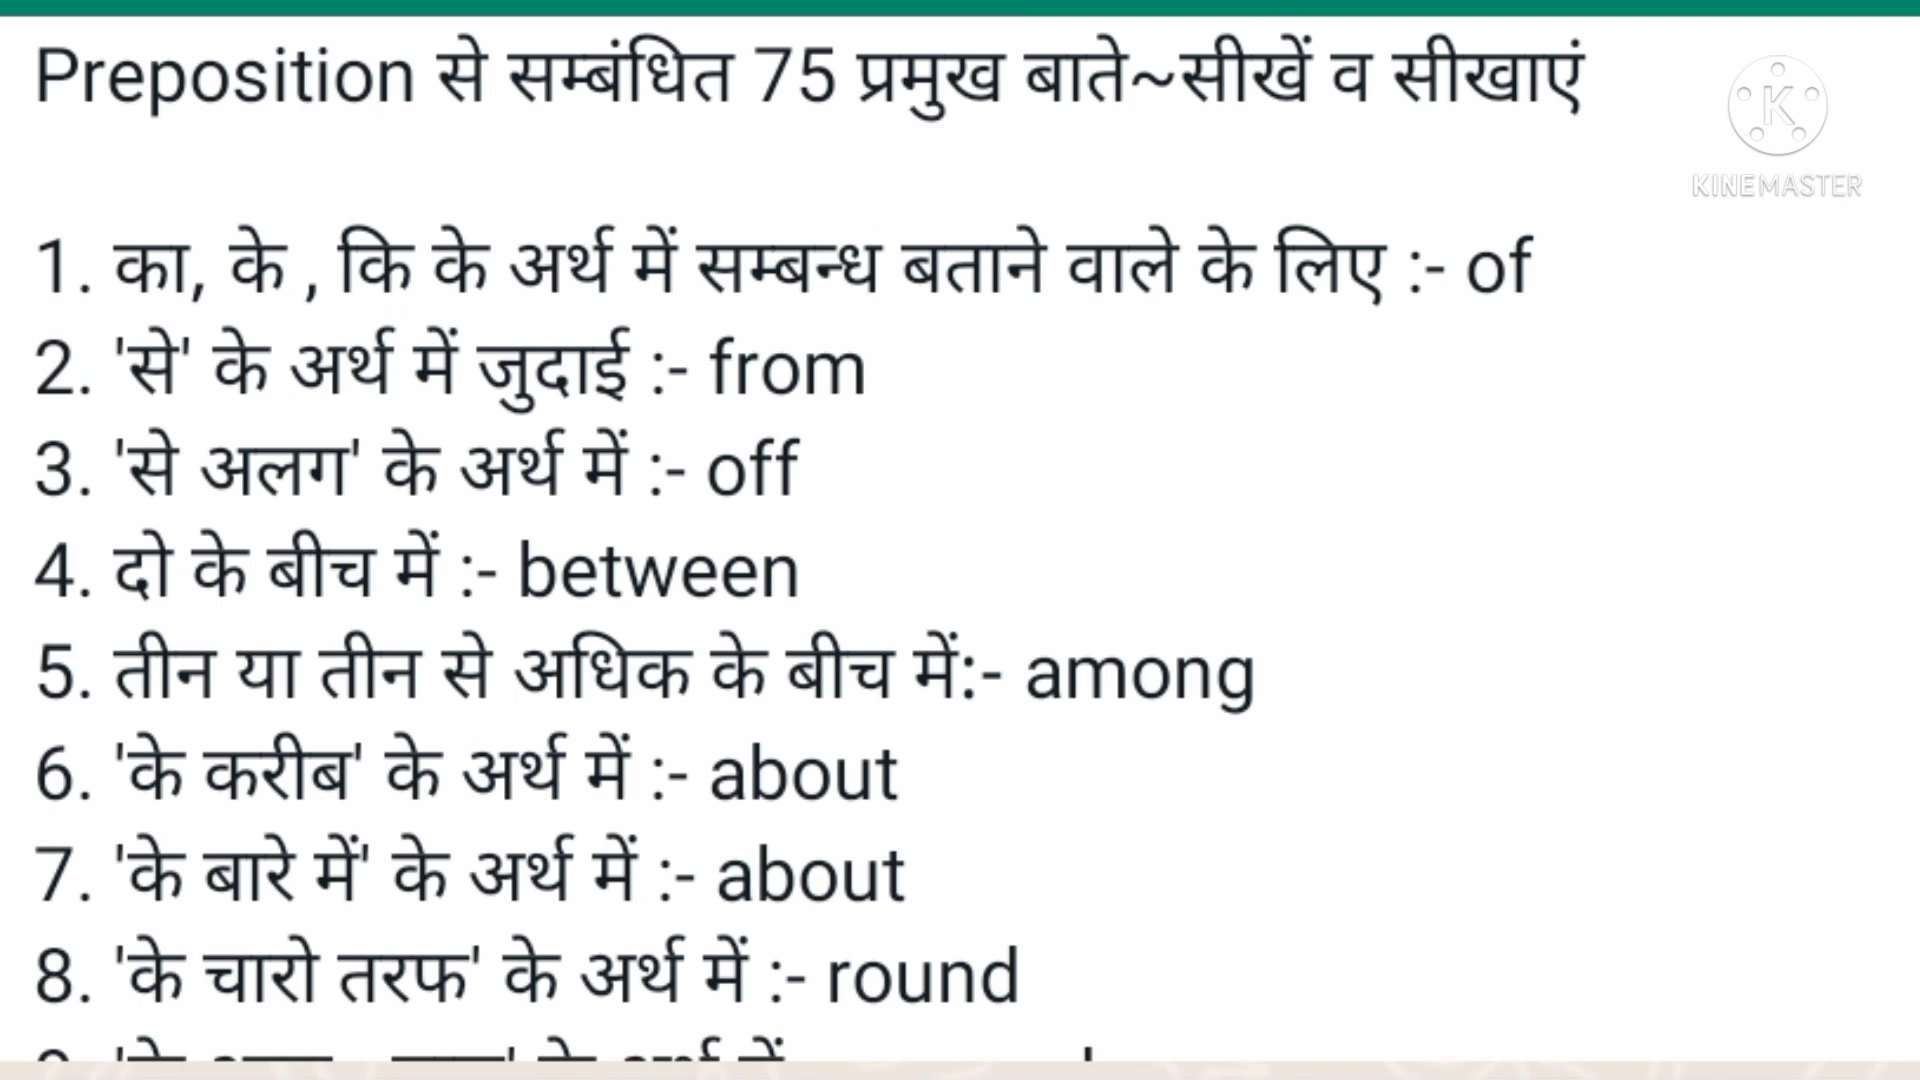 Preposition से सम्बंधित 75 प्रमुख बाते~सीखें व सीखाएं
KINEMASTER
1. का, के , कि के अर्थ में सम्बन्ध बताने वाले के लिए :- of
2. 'से' के अर्थ में जुदाई :- from
3. 'से अलग' के अर्थ में :- off
4. दो के बीच में :- between
5. तीन या तीन से अधिक के बीच में:- among
6. 'के करीब' के अर्थ में :- about
7. 'के बारे में' के अर्थ में :- about
8. 'के चारो तरफ' के अर्थ में :- round